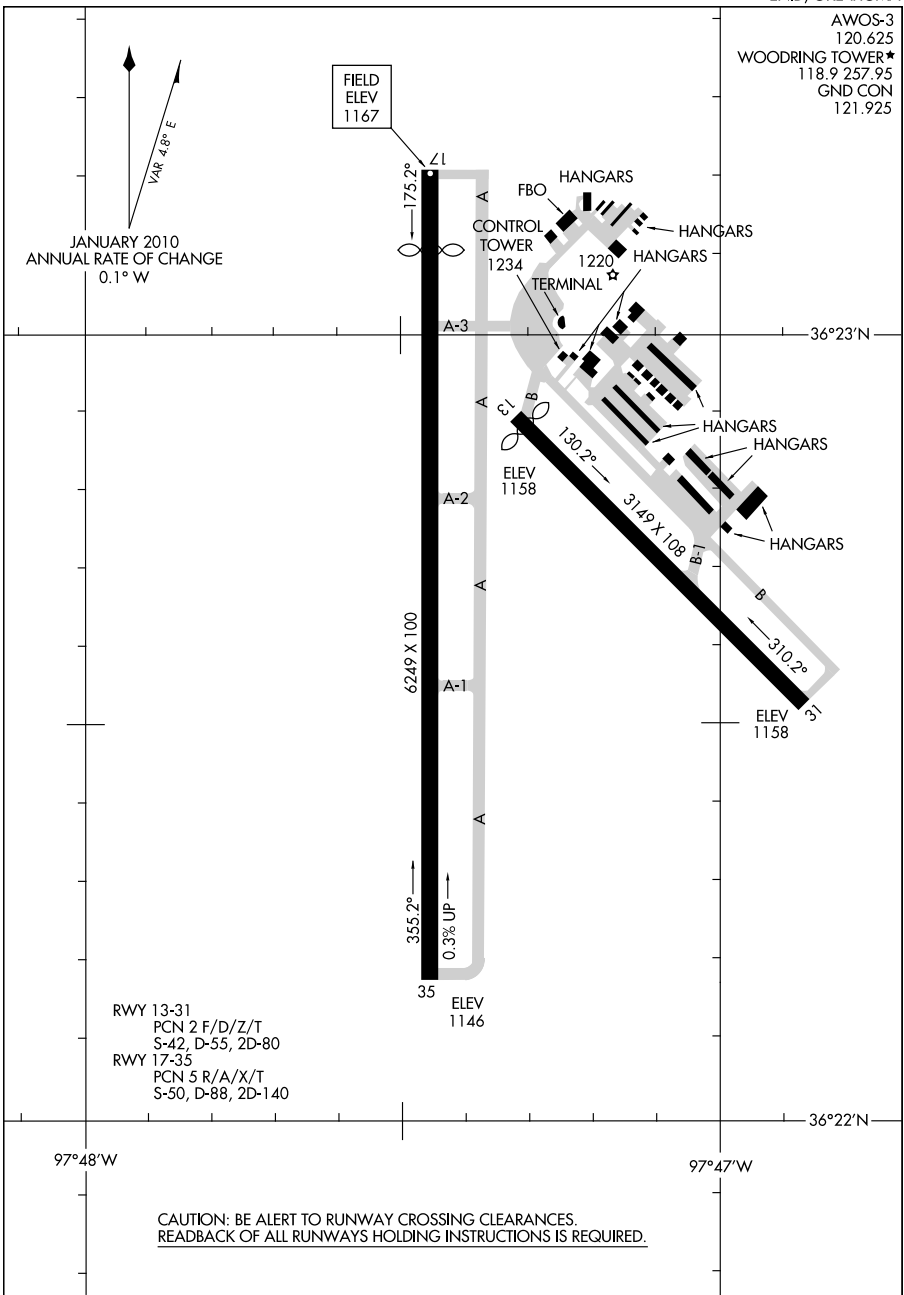 AWOS-3
120.625
WOODRING TOWER★
118.9 257.95
GND CON
121.925
FIELD
ELEV
1167
VAR 4.8° E
JANUARY 2010
ANNUAL RATE OF CHANGE
0.1° W
17
175.2°
A
FBO
HANGARS
HANGARS
CONTROL
TOWER
1234
1220
HANGARS
TERMINAL
A-3
36°23'N
A
B
13
HANGARS
HANGARS
130.2°
ELEV
1158
A-2
3149 X 108
HANGARS
B-1
A
B
6249 X 100
310.2°
A-1
31
ELEV
1158
A
355.2°
0.3% UP
35
ELEV
1146
RWY 13-31
PCN 2 F/D/Z/T
S-42, D-55, 2D-80
RWY 17-35
PCN 5 R/A/X/T
S-50, D-88, 2D-140
36°22'N
97°48'W
97°47'W
CAUTION: BE ALERT TO RUNWAY CROSSING CLEARANCES.
READBACK OF ALL RUNWAYS HOLDING INSTRUCTIONS IS REQUIRED.